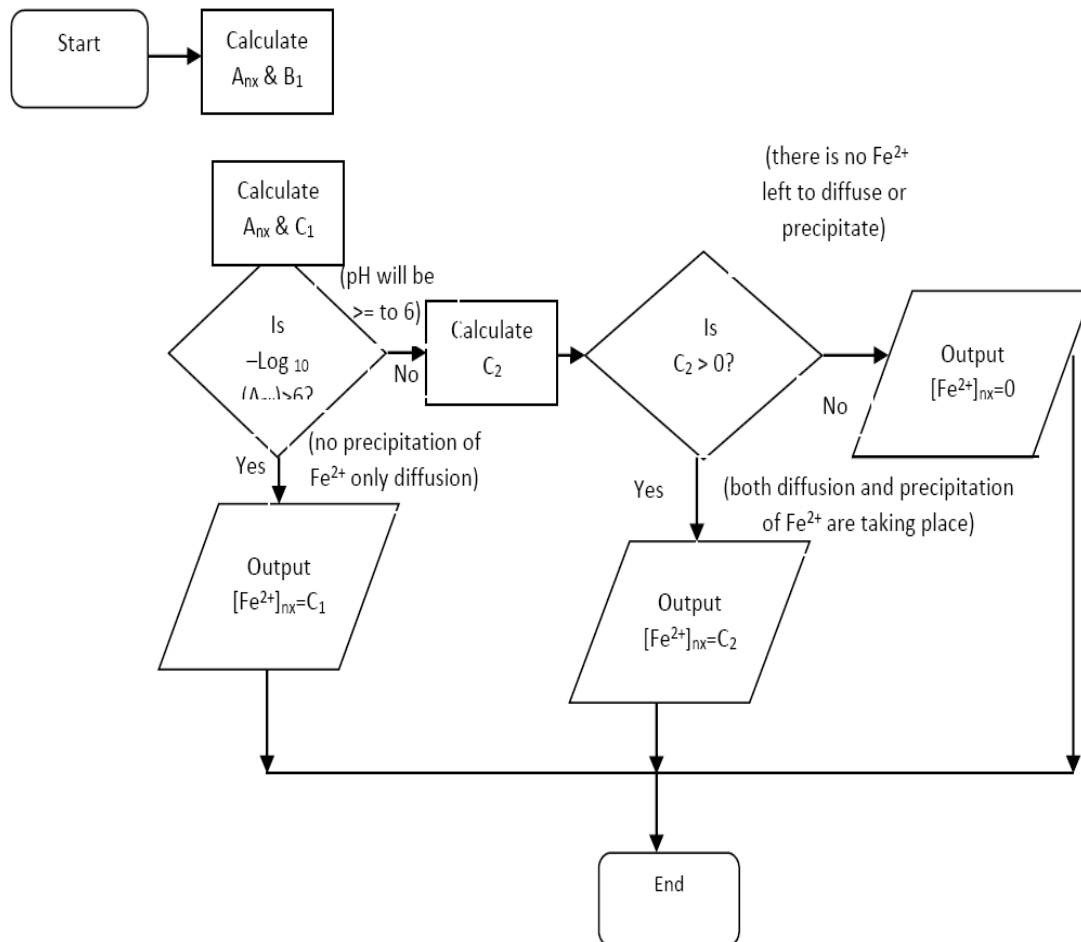 Start
Calculate
Aₙₓ & B₁
Calculate
Aₙₓ & C₁
(pH will be
>= to 6)
Is
–Log ₁₀
)>6?
No
Calculate
C₂
(there is no Fe²⁺
left to diffuse or
precipitate)
Is
C₂ > 0?
No
Output
[Fe²⁺]ₙₓ=0
Yes
(no precipitation of
Fe²⁺ only diffusion)
Output
[Fe²⁺]ₙₓ=C₁
Yes
(both diffusion and precipitation
of Fe²⁺ are taking place)
Output
[Fe²⁺]ₙₓ=C₂
End